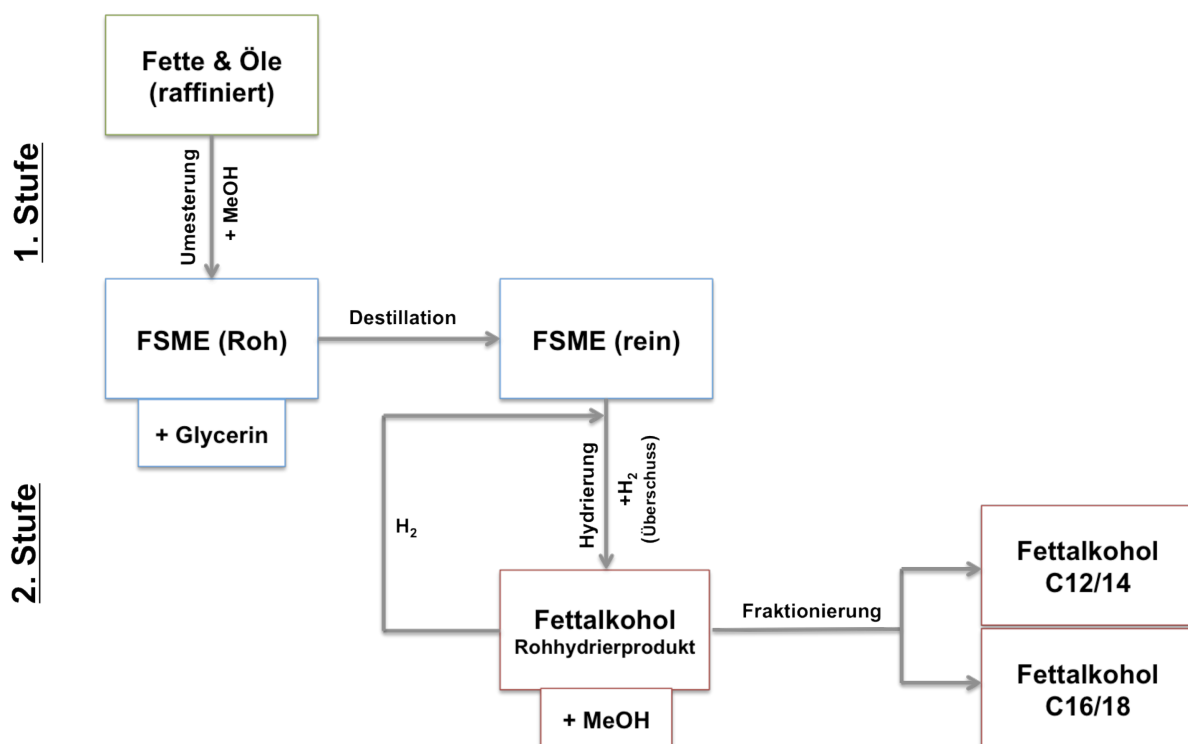 Fette & Öle
(raffiniert)
1. Stufe
Umesterung
+ MeOH
FSME (Roh)
+ Glycerin
Destillation
FSME (rein)
2. Stufe
H₂
Hydrierung
+H₂
(Überschuss)
Fettalkohol
Rohhydrierprodukt
+ MeOH
Fraktionierung
Fettalkohol
C12/14
Fettalkohol
C16/18